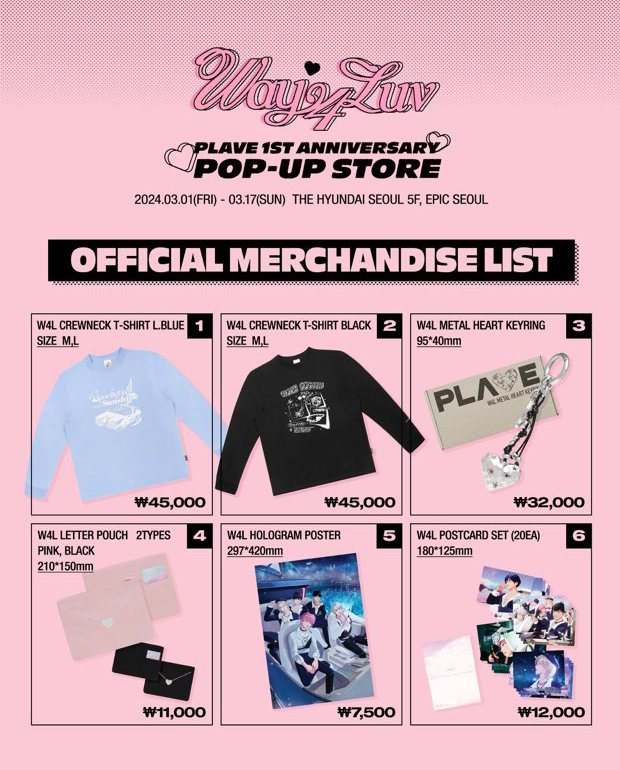 Way 4 Luv
PLAVE 1ST ANNIVERSARY
POP-UP STORE
2024.03.01(FRI) - 03.17(SUN) THE HYUNDAI SEOUL 5F, EPIC SEOUL
OFFICIAL MERCHANDISE LIST
W4L CREWNECK T-SHIRT L.BLUE 1
SIZE M,L
₩45,000
W4L CREWNECK T-SHIRT BLACK 2
SIZE M,L
₩45,000
W4L METAL HEART KEYRING 3
95*40mm
PLAVE
W4L METAL HEART KEYRING
₩32,000
W4L LETTER POUCH 2TYPES 4
PINK, BLACK
210*150mm
₩11,000
W4L HOLOGRAM POSTER 5
297*420mm
₩7,500
W4L POSTCARD SET (20EA) 6
180*125mm
₩12,000